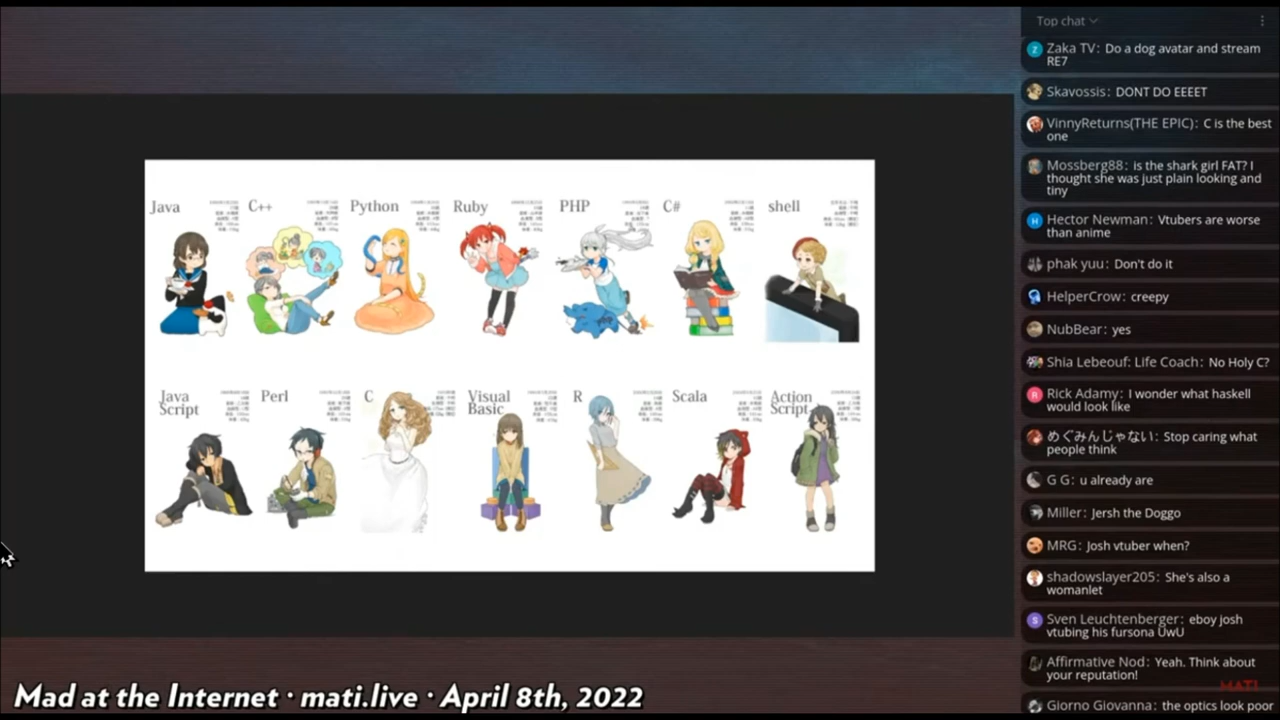 Java
C++
Python
Ruby
PHP
C#
shell
Java
Script
Perl
C
Visual
Basic
R
Scala
Action
Script
Mad at the Internet · mati.live · April 8th, 2022
Top chat
Zaka TV: Do a dog avatar and stream
RE7
Skavossis: DONT DO EEEET
VinnyReturns(THE EPIC): C is the best
one
Mossberg88: is the shark girl FAT? I
thought she was just plain looking and
tiny
Hector Newman: Vtubers are worse
than anime
phak yuu: Don't do it
HelperCrow: creepy
NubBear: yes
Shia Lebeouf: Life Coach: No Holy C?
Rick Adamy: I wonder what haskell
would look like
めぐみんじゃない: Stop caring what
people think
G G: u already are
Miller: Jersh the Doggo
MRG: Josh vtuber when?
shadowslayer205: She's also a
womanlet
Sven Leuchtenberger: eboy josh
vtubing his fursona UwU
Affirmative Nod: Yeah. Think about
your reputation!
MATI
Giorno Giovanna: the optics look poor